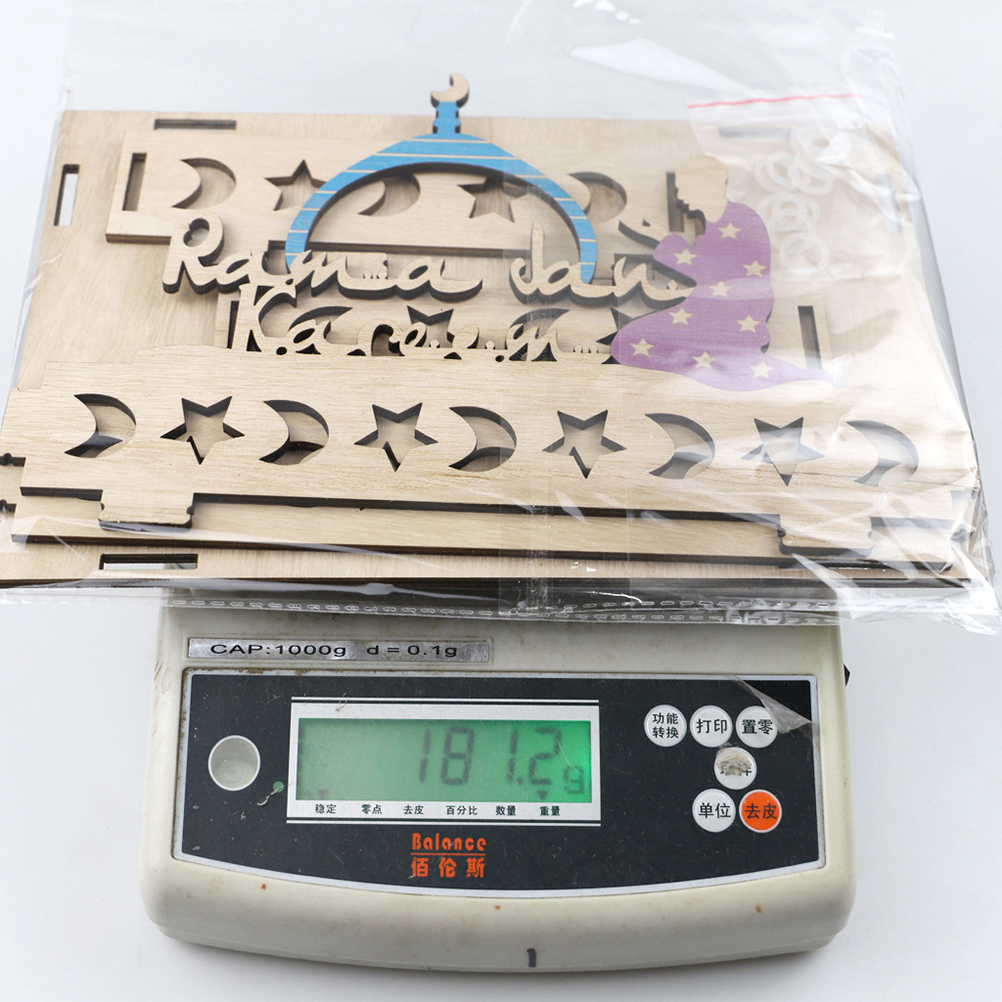 Ramadan
Kareem
CAP:1000g d=0.1g
181.2g
稳定 零点 去皮 百分比 数量 重量
功能
转换
打印
置零
单位
去皮
Balance
佰伦斯
1